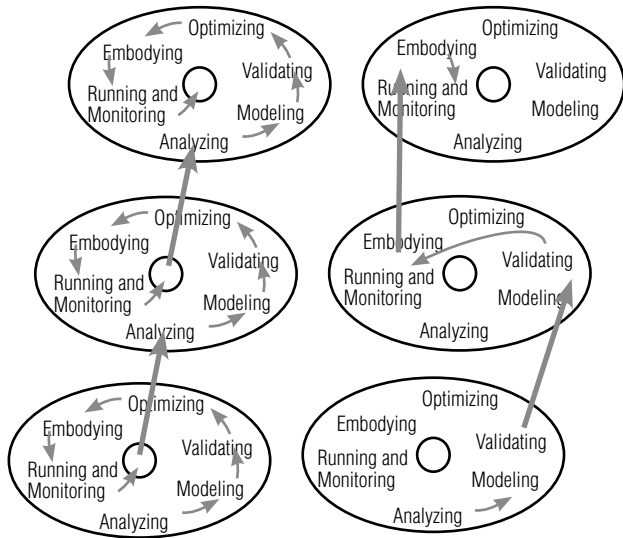 Optimizing
Embodying
Validating
Running and
Monitoring
Modeling
Analyzing
Optimizing
Embodying
Validating
Running and
Monitoring
Modeling
Analyzing
Optimizing
Embodying
Validating
Running and
Monitoring
Modeling
Analyzing
Optimizing
Embodying
Validating
Running and
Monitoring
Modeling
Analyzing
Optimizing
Embodying
Validating
Running and
Monitoring
Modeling
Analyzing
Optimizing
Embodying
Validating
Running and
Monitoring
Modeling
Analyzing